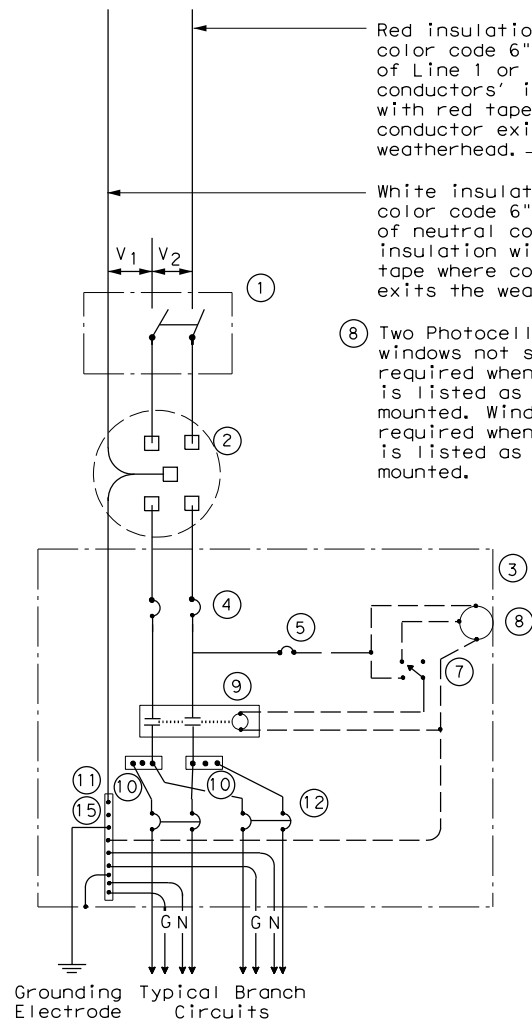 Red insulatio
color code 6"
of Line 1 or
conductors' i
with red tape
conductor exi
weatherhead.
White insulat
color code 6"
of neutral co
insulation wi
tape where co
exits the wea
V1 V2
1
8 Two Photocell
windows not s
required when
is listed as
mounted. Wind
required when
is listed as
mounted.
2
3
4
5
8
7
9
11
10
10
12
15
G N
G N
Grounding
Electrode
Typical Branch
Circuits